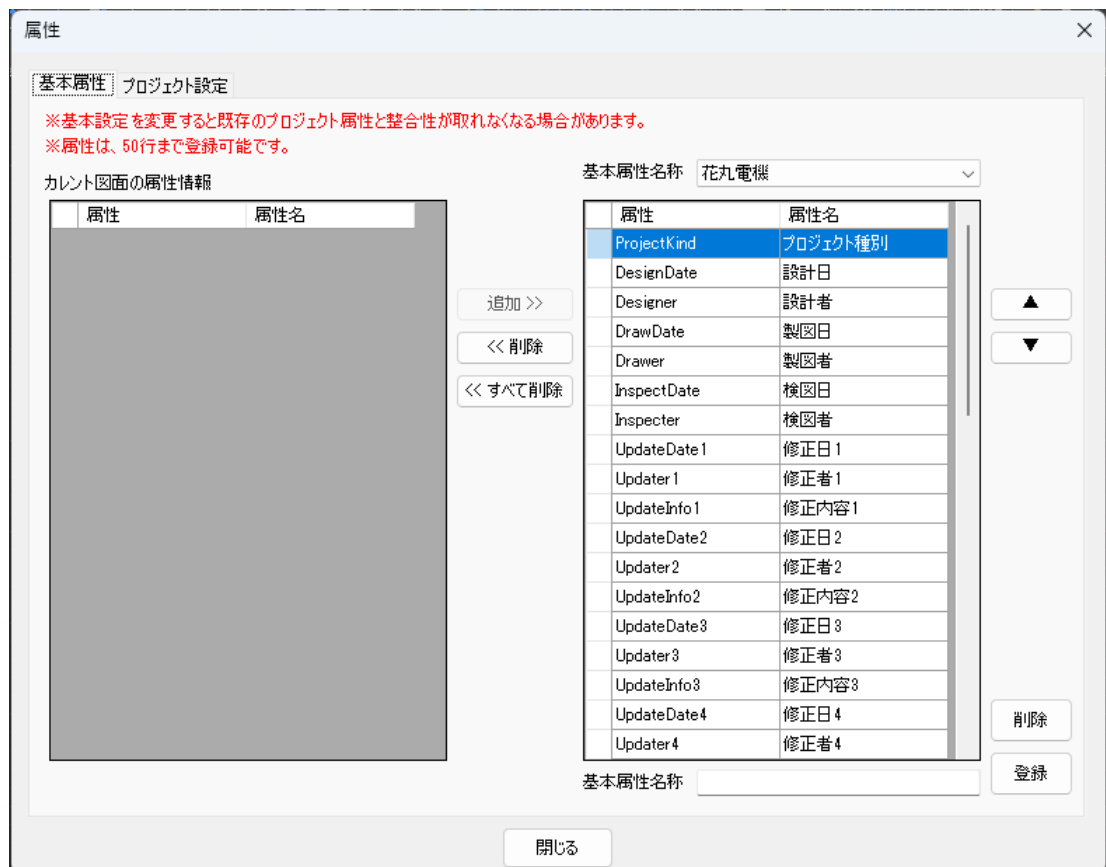 属性
基本属性 プロジェクト設定
※基本設定を変更すると既存のプロジェクト属性と整合性が取れなくなる場合があります。
※属性は、50行まで登録可能です。
カレント図面の属性情報
属性 属性名
追加 >>
<< 削除
<< すべて削除
基本属性名称 花丸電機
属性 属性名
ProjectKind プロジェクト種別
DesignDate 設計日
Designer 設計者
DrawDate 製図日
Drawer 製図者
InspectDate 検図日
Inspecter 検図者
UpdateDate1 修正日1
Updater1 修正者1
UpdateInfo1 修正内容1
UpdateDate2 修正日2
Updater2 修正者2
UpdateInfo2 修正内容2
UpdateDate3 修正日3
Updater3 修正者3
UpdateInfo3 修正内容3
UpdateDate4 修正日4
Updater4 修正者4
▲
▼
削除
登録
基本属性名称
閉じる